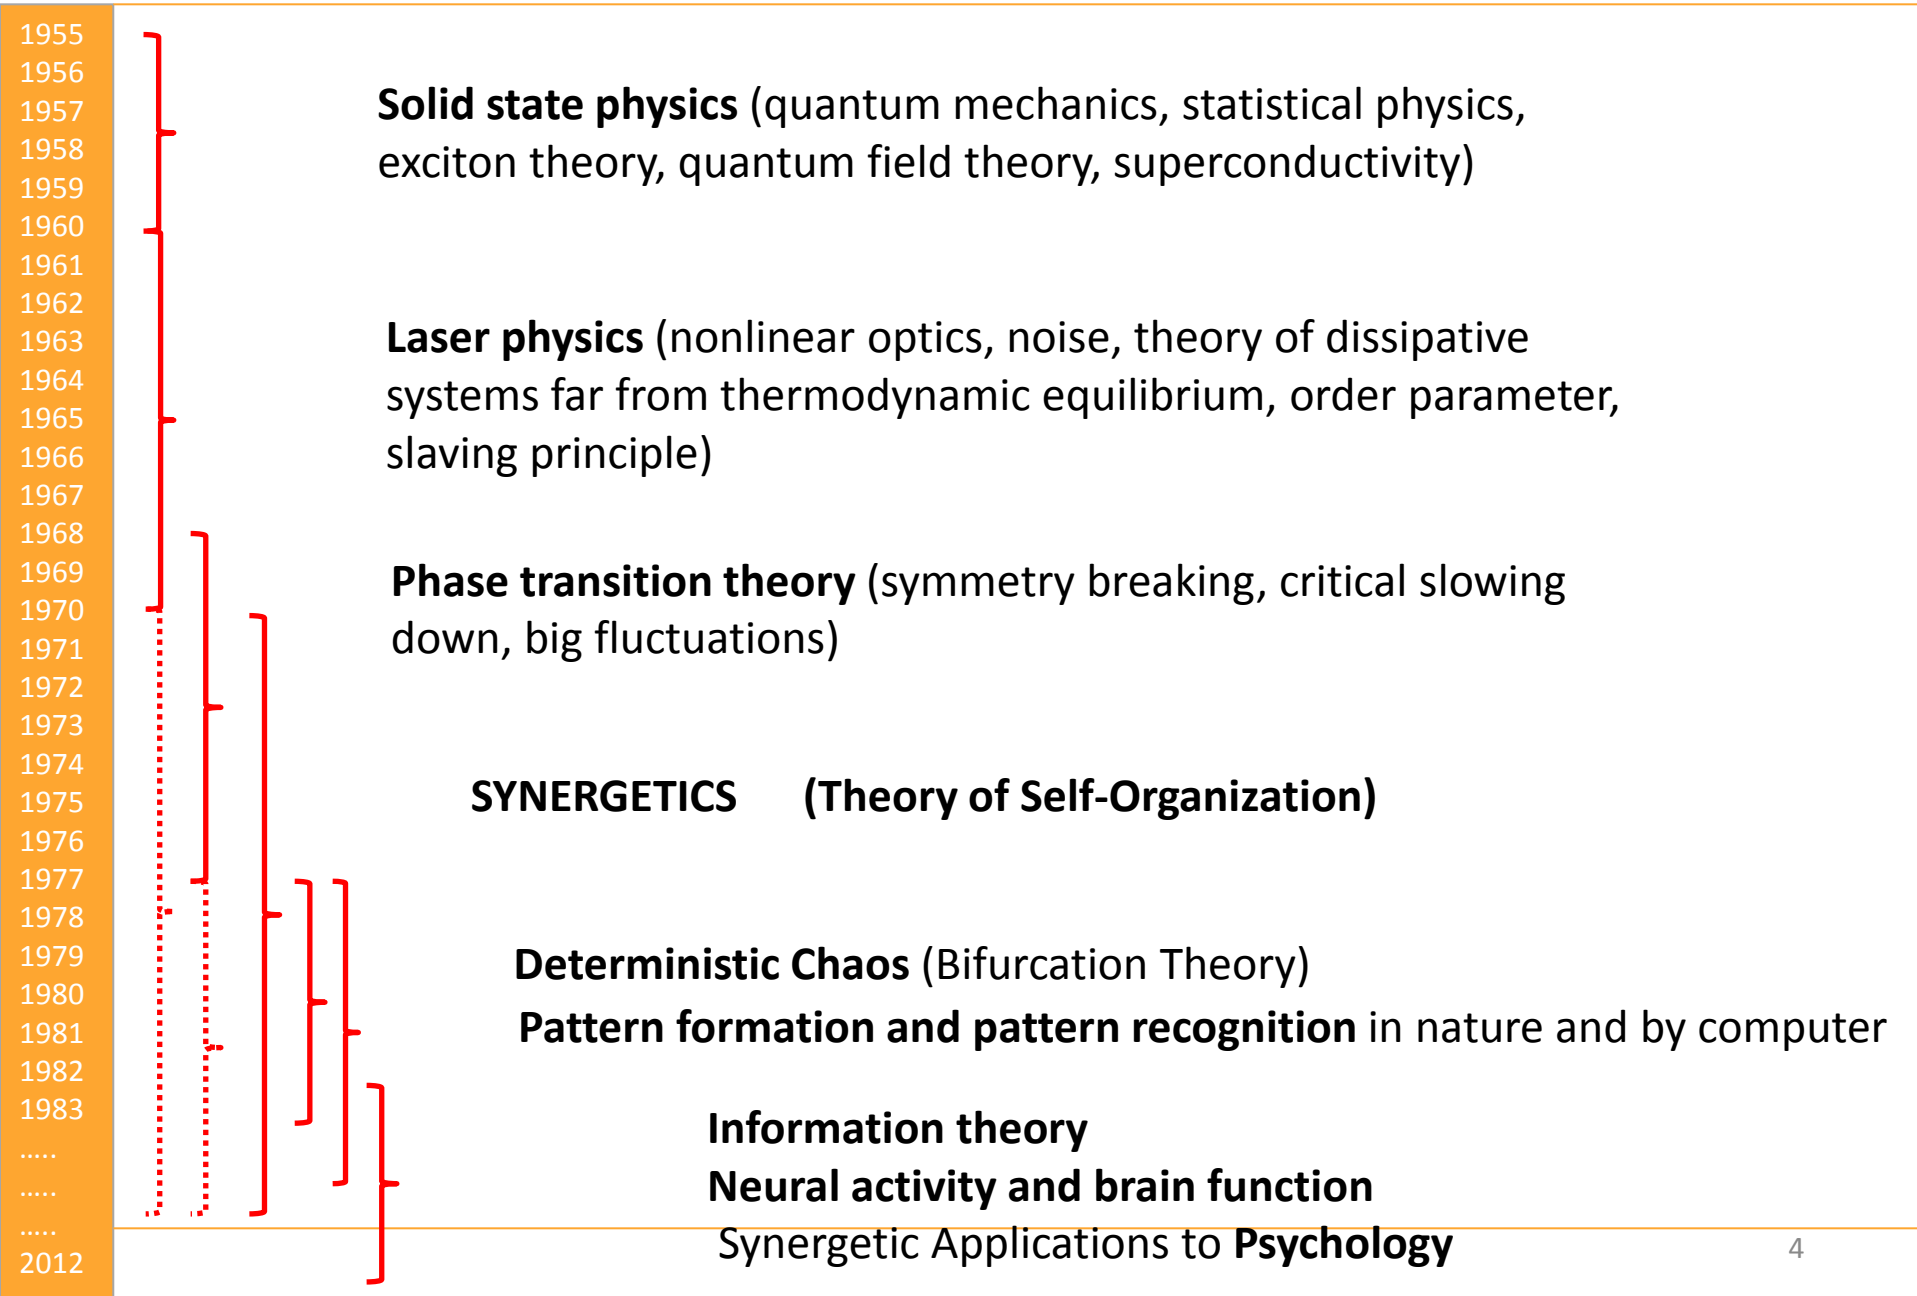 1955
1956
1957
1958
1959
1960
1961
1962
1963
1964
1965
1966
1967
1968
1969
1970
1971
1972
1973
1974
1975
1976
1977
1978
1979
1980
1981
1982
1983
.....
.....
.....
2012
Solid state physics (quantum mechanics, statistical physics,
exciton theory, quantum field theory, superconductivity)
Laser physics (nonlinear optics, noise, theory of dissipative
systems far from thermodynamic equilibrium, order parameter,
slaving principle)
Phase transition theory (symmetry breaking, critical slowing
down, big fluctuations)
SYNERGETICS (Theory of Self-Organization)
Deterministic Chaos (Bifurcation Theory)
Pattern formation and pattern recognition in nature and by computer
Information theory
Neural activity and brain function
Synergetic Applications to Psychology
4